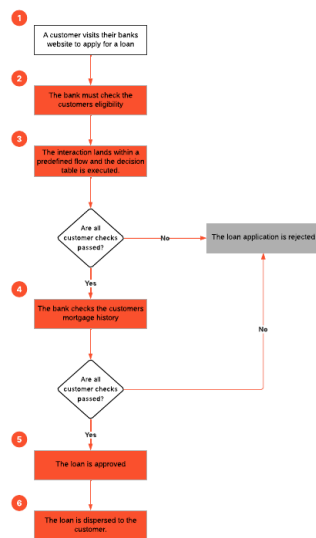 1
A customer visits their banks
website to apply for a loan
2
The bank must check the
customers eligibility
3
The interaction lands within a
predefined flow and the decision
table is executed.
Are all
customer checks
passed?
No
The loan application is rejected
Yes
4
The bank checks the customers
mortgage history
No
Are all
customer checks
passed?
Yes
5
The loan is approved
6
The loan is dispersed to the
customer.